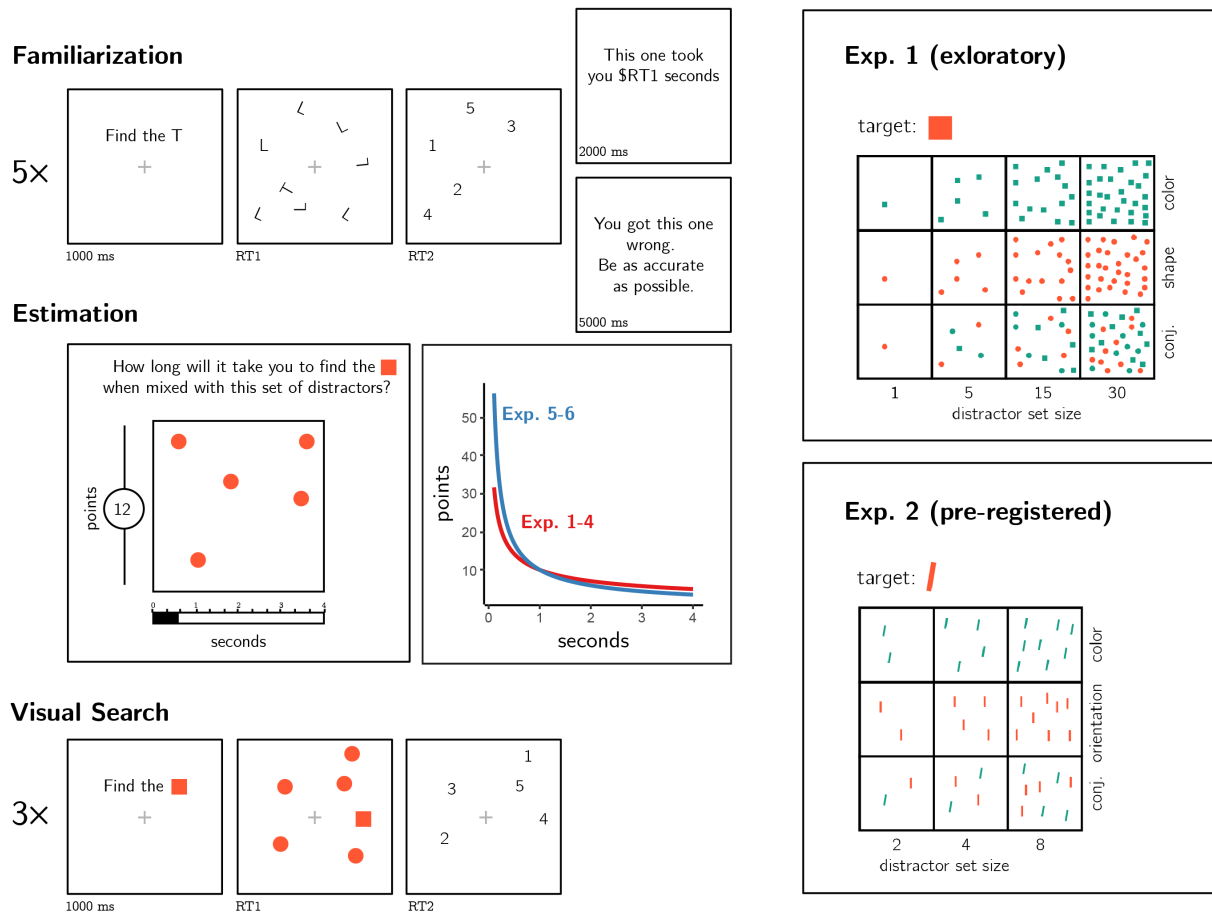 Familiarization
5×
Find the T
1000 ms
RT1
5
3
1
2
4
RT2
This one took
you $RT1 seconds
2000 ms
You got this one
wrong.
Be as accurate
as possible.
5000 ms
Estimation
How long will it take you to find the
when mixed with this set of distractors?
points
12
0 1 2 3 4
seconds
Exp. 5-6
Exp. 1-4
points
50
40
30
20
10
0 1 2 3 4
seconds
Visual Search
3×
Find the
1000 ms
RT1
1
3
5
4
2
RT2
Exp. 1 (exloratory)
target:
color
shape
conj.
1 5 15 30
distractor set size
Exp. 2 (pre-registered)
target:
color
orientation
conj.
2 4 8
distractor set size